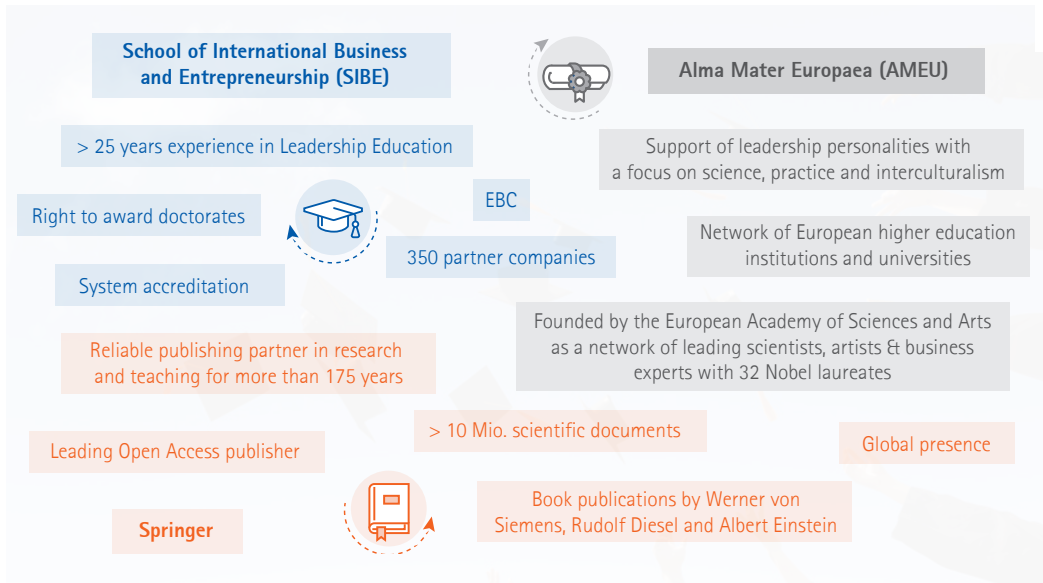 School of International Business
and Entrepreneurship (SIBE)
Alma Mater Europaea (AMEU)
> 25 years experience in Leadership Education
Support of leadership personalities with
a focus on science, practice and interculturalism
EBC
Right to award doctorates
Network of European higher education
institutions and universities
350 partner companies
System accreditation
Founded by the European Academy of Sciences and Arts
as a network of leading scientists, artists & business
experts with 32 Nobel laureates
Reliable publishing partner in research
and teaching for more than 175 years
> 10 Mio. scientific documents
Global presence
Leading Open Access publisher
Book publications by Werner von
Siemens, Rudolf Diesel and Albert Einstein
Springer